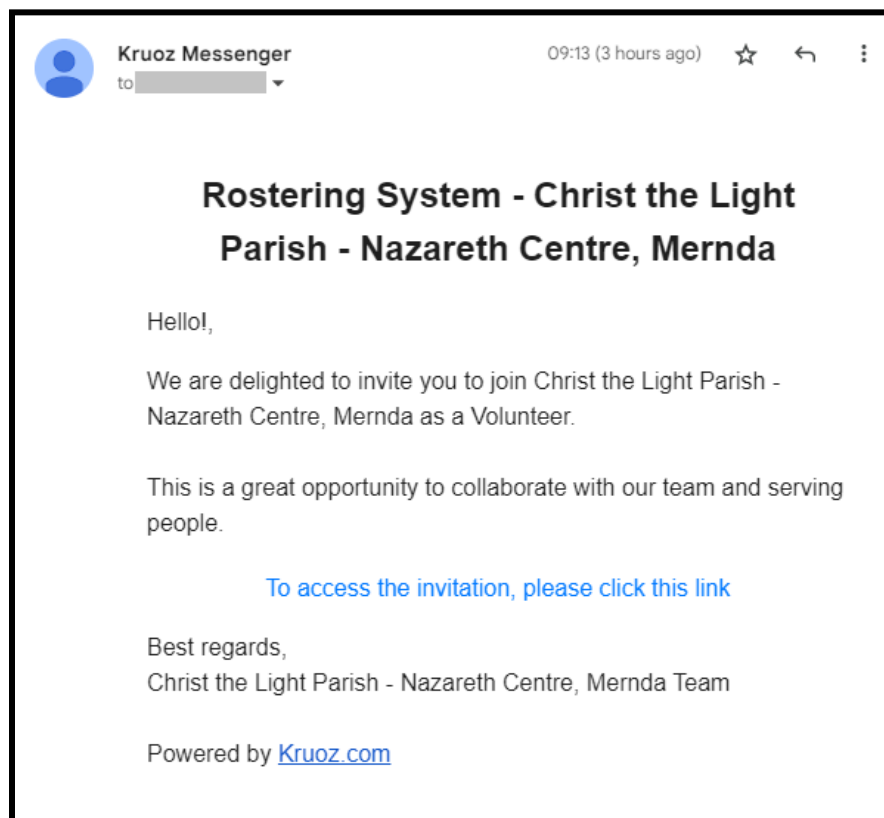 Kruoz Messenger
09:13 (3 hours ago)
to
Rostering System - Christ the Light
Parish - Nazareth Centre, Mernda
Hello!,
We are delighted to invite you to join Christ the Light Parish -
Nazareth Centre, Mernda as a Volunteer.
This is a great opportunity to collaborate with our team and serving
people.
To access the invitation, please click this link
Best regards,
Christ the Light Parish - Nazareth Centre, Mernda Team
Powered by Kruoz.com